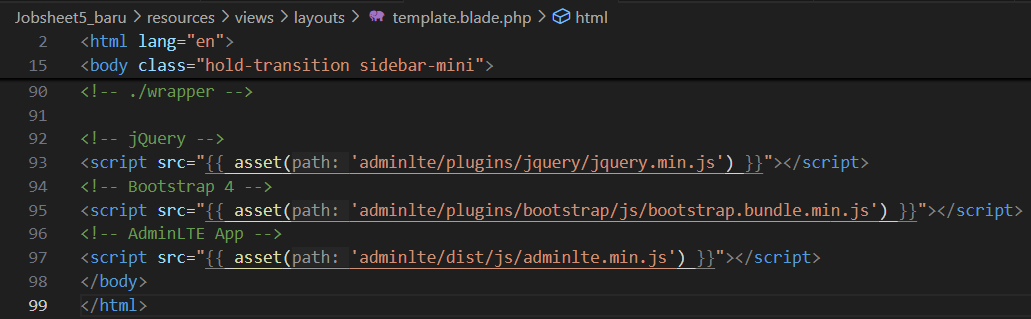 Jobsheet5_baru > resources > views > layouts > template.blade.php > html
2 <html lang="en">
15 <body class="hold-transition sidebar-mini">
90 <!-- ./wrapper -->
91
92 <!-- jQuery -->
93 <script src="{{ asset(path: 'adminlte/plugins/jquery/jquery.min.js') }}"></script>
94 <!-- Bootstrap 4 -->
95 <script src="{{ asset(path: 'adminlte/plugins/bootstrap/js/bootstrap.bundle.min.js') }}"></script>
96 <!-- AdminLTE App -->
97 <script src="{{ asset(path: 'adminlte/dist/js/adminlte.min.js') }}"></script>
98 </body>
99 </html>